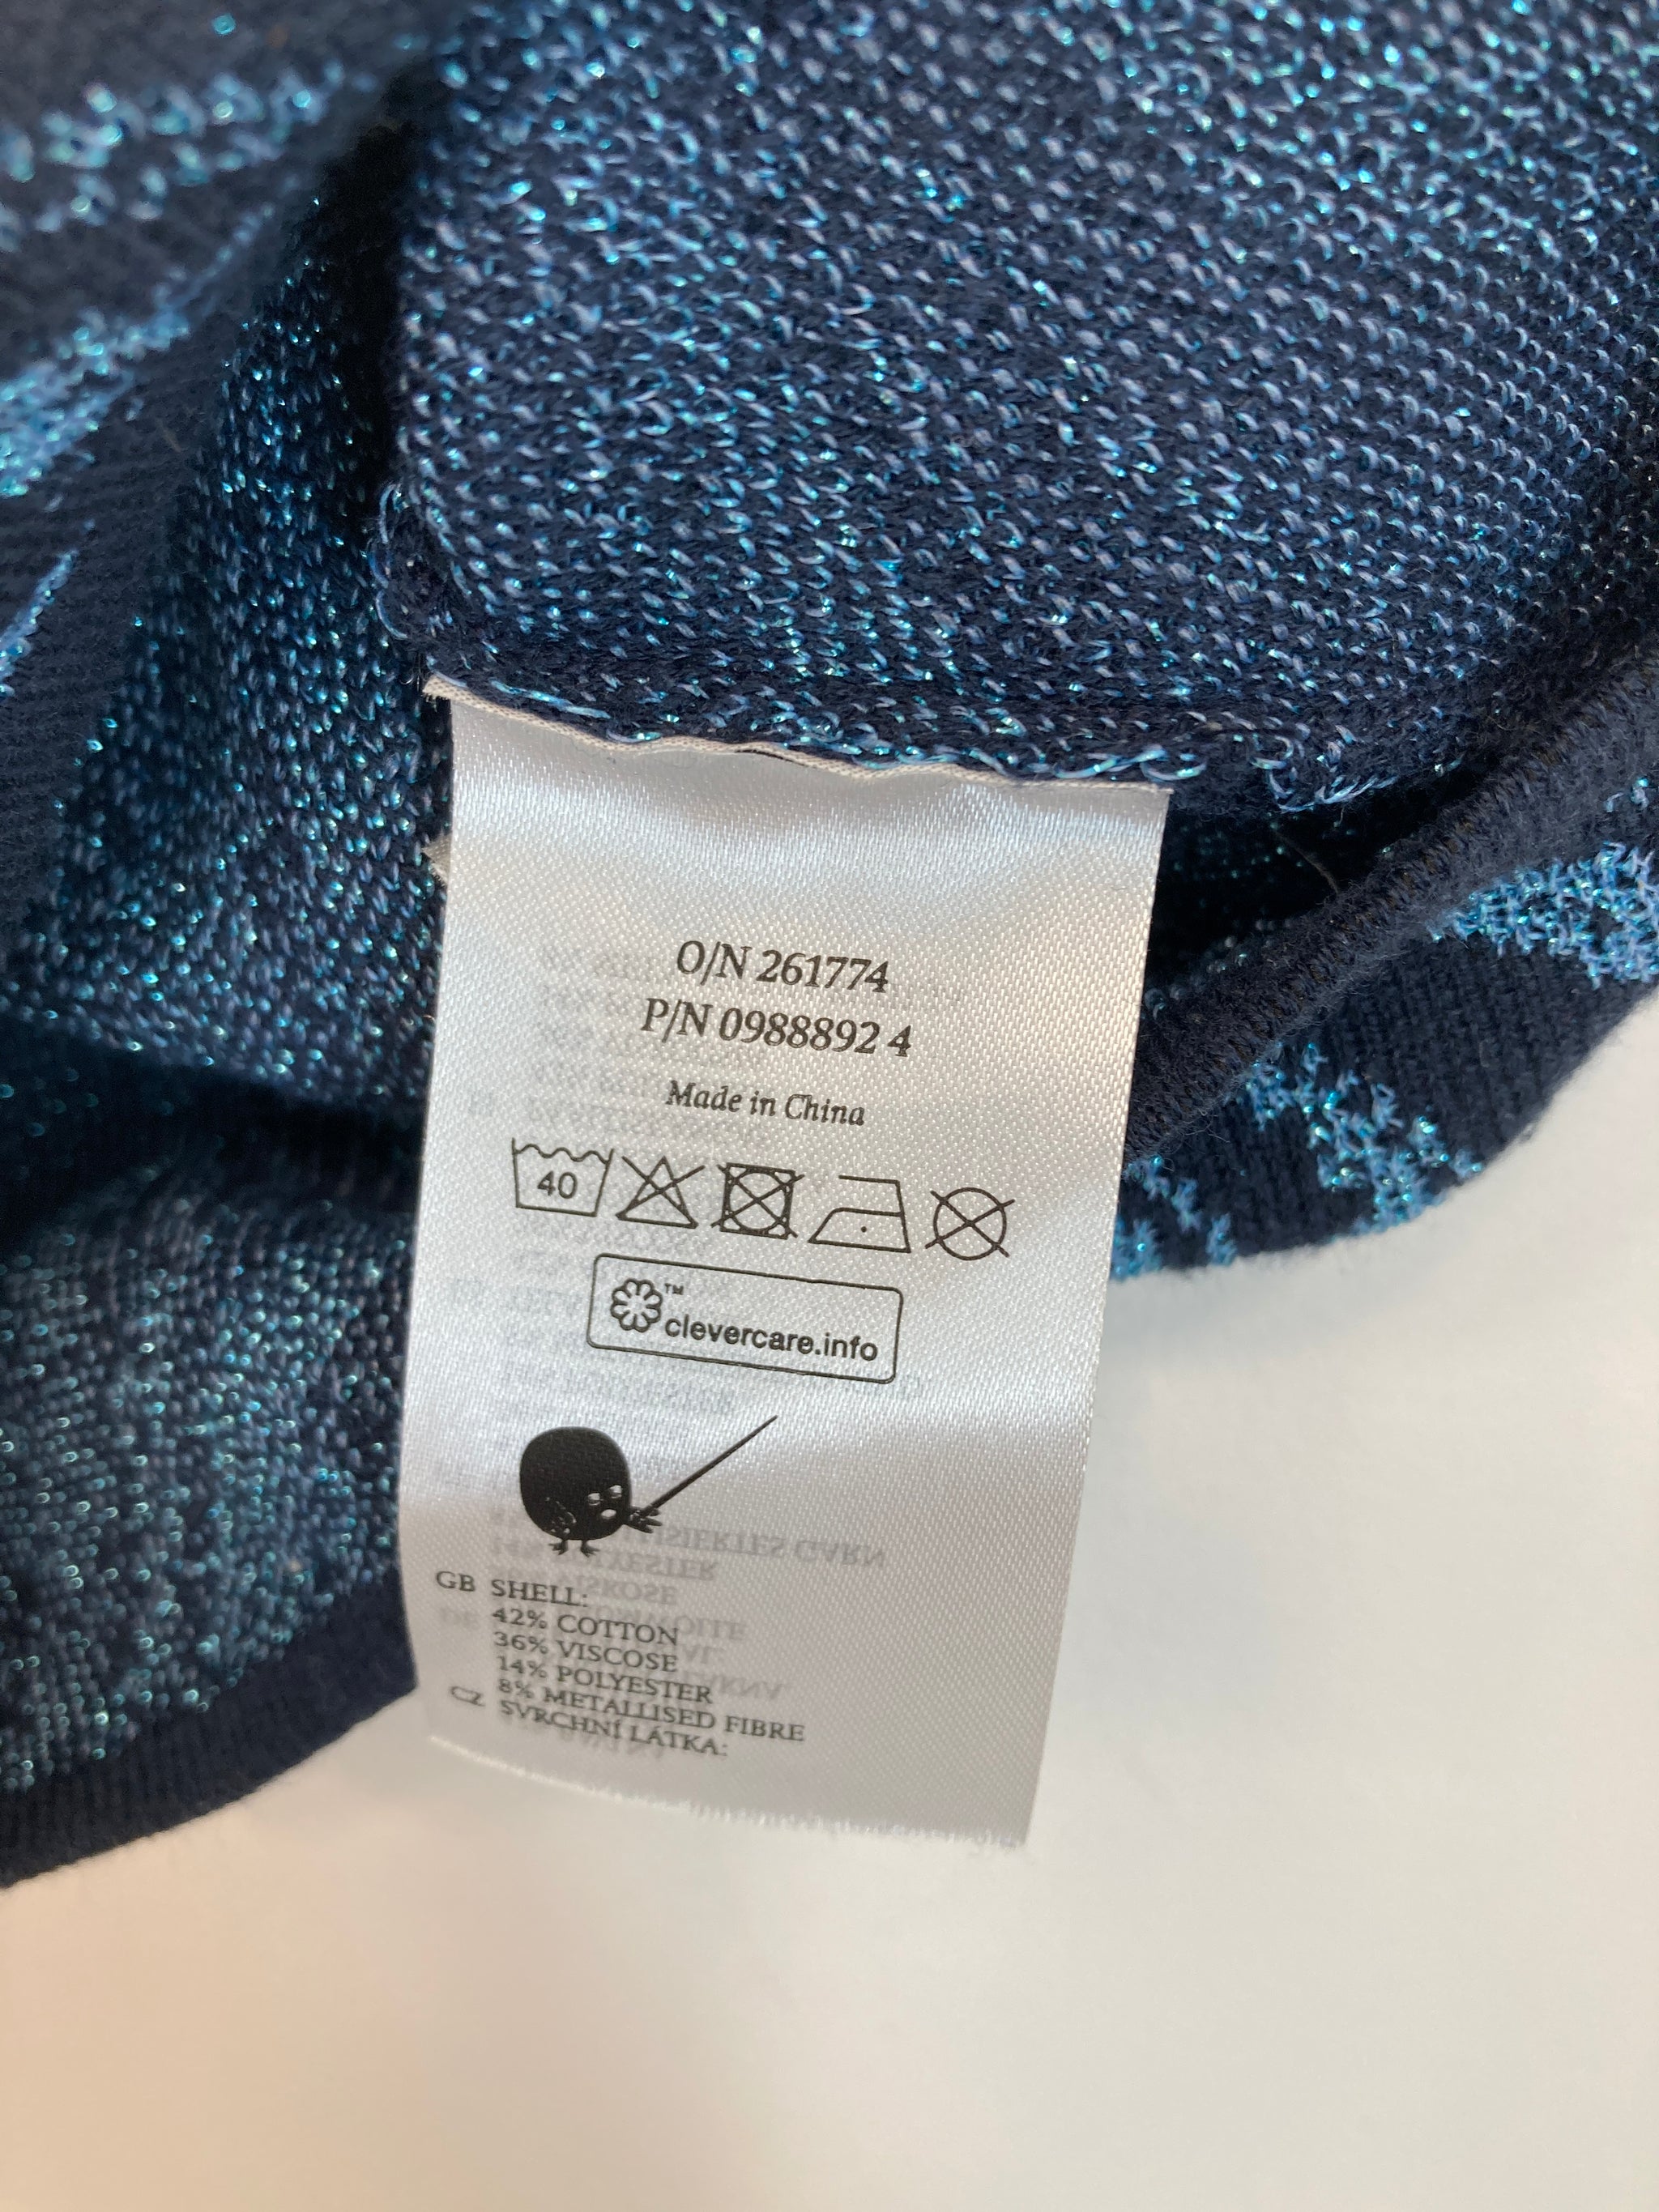 O/N 261774
P/N 0988892 4
Made in China
40
™
clevercare.info
GB SHELL:
42% COTTON
36% VISCOSE
14% POLYESTER
8% METALLISED FIBRE
CZ SVRCHNÍ LÁTKA: